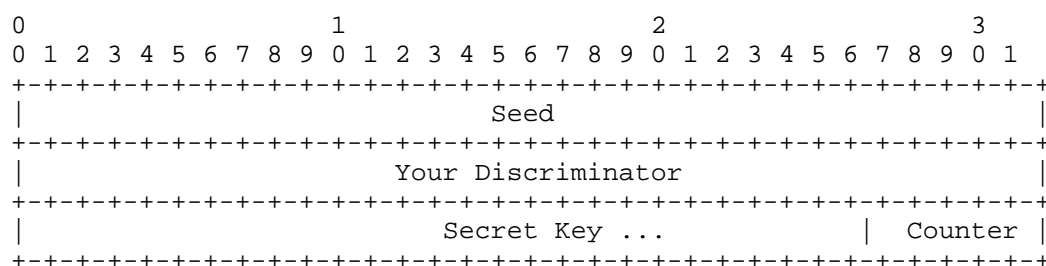 0                   1                   2                   3
0 1 2 3 4 5 6 7 8 9 0 1 2 3 4 5 6 7 8 9 0 1 2 3 4 5 6 7 8 9 0 1
+-+-+-+-+-+-+-+-+-+-+-+-+-+-+-+-+-+-+-+-+-+-+-+-+-+-+-+-+-+-+-+-+
|                             Seed                              |
+-+-+-+-+-+-+-+-+-+-+-+-+-+-+-+-+-+-+-+-+-+-+-+-+-+-+-+-+-+-+-+-+
|                       Your Discriminator                      |
+-+-+-+-+-+-+-+-+-+-+-+-+-+-+-+-+-+-+-+-+-+-+-+-+-+-+-+-+-+-+-+-+
|                          Secret Key ...            |  Counter |
+-+-+-+-+-+-+-+-+-+-+-+-+-+-+-+-+-+-+-+-+-+-+-+-+-+-+-+-+-+-+-+-+